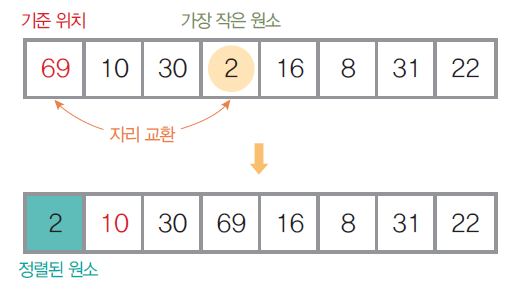 기준 위치 가장 작은 원소
69 10 30 2 16 8 31 22
자리 교환
2 10 30 69 16 8 31 22
정렬된 원소